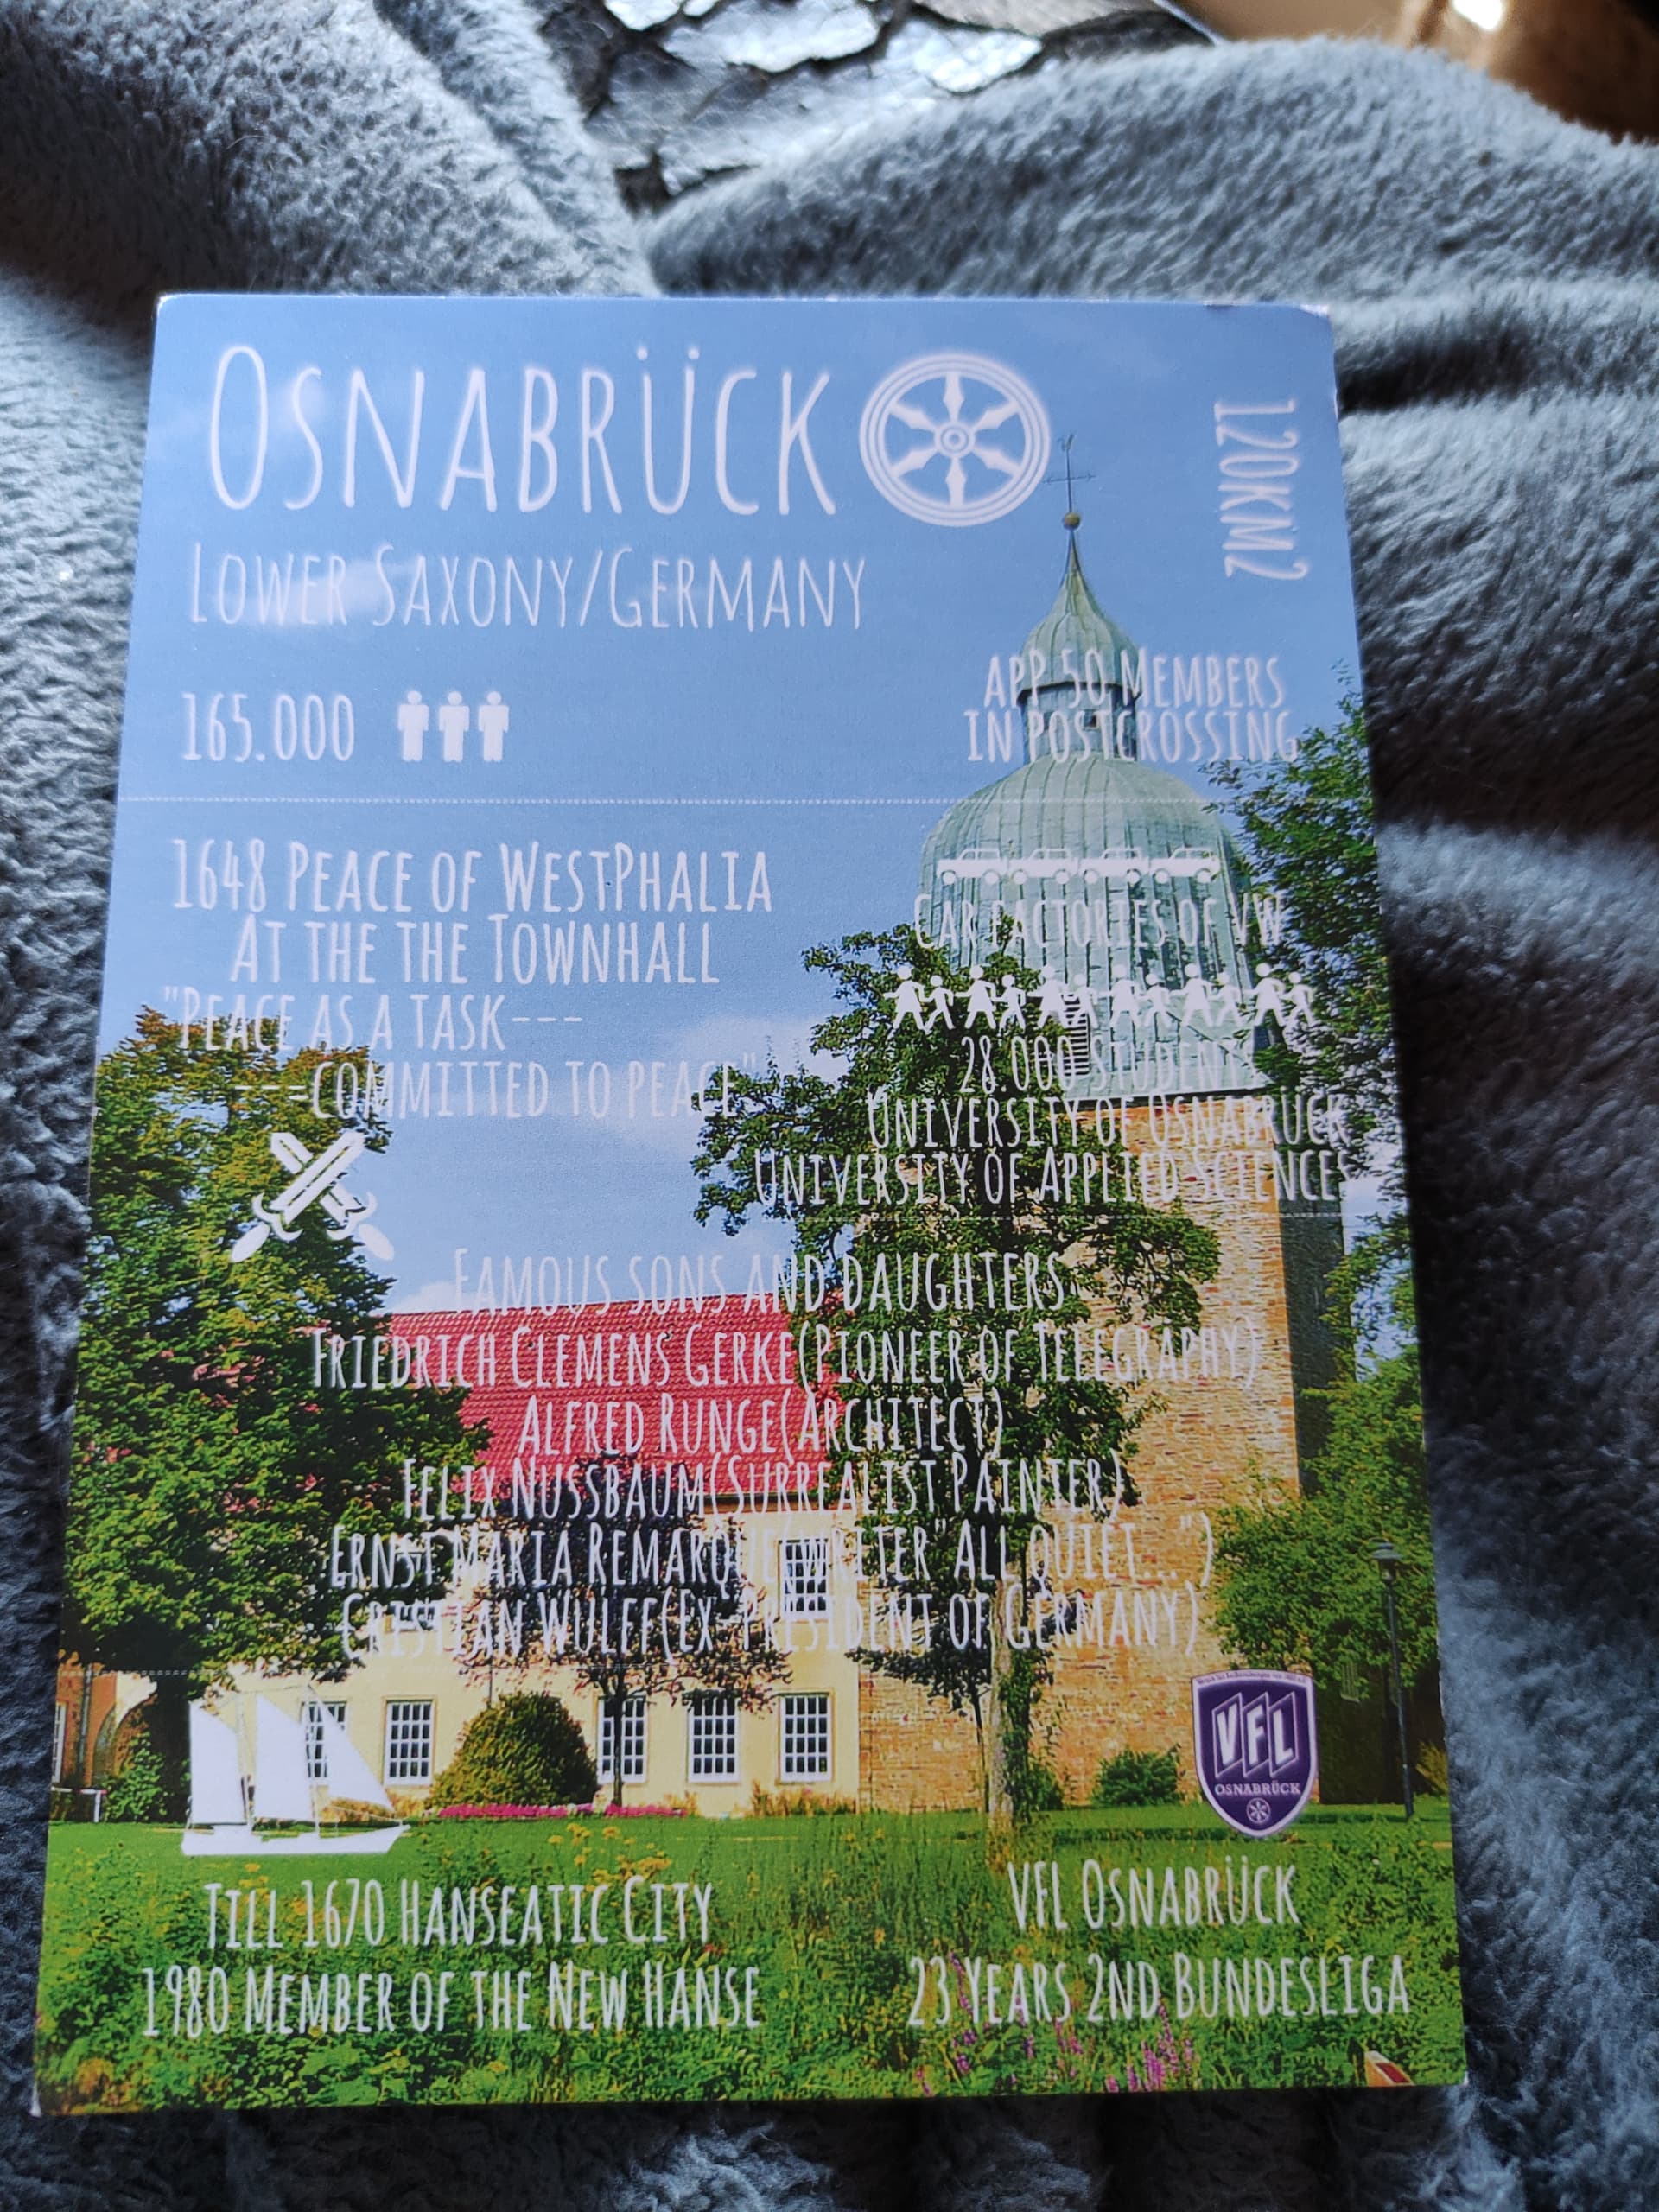 OSNABRÜCK
120KM2
LOWER SAXONY/GERMANY
165.000
APP 50 MEMBERS
IN POSTCROSSING
1648 PEACE OF WESTPHALIA
AT THE THE TOWNHALL
"PEACE AS A TASK---
---COMMITTED TO PEACE"
CAR FACTORIES OF VW
28.000 STUDENTS
UNIVERSITY OF OSNABRÜCK
UNIVERSITY OF APPLIED SCIENCES
FAMOUS SONS AND DAUGHTERS
FRIEDRICH CLEMENS GERKE(PIONEER OF TELEGRAPHY)
ALFRED RUNGE(ARCHITECT)
FELIX NUSSBAUM(SURREALIST PAINTER)
ERNST MARIA REMARQUE(WRITER"ALL QUIET...")
CRISTIAN WULFF(EX-PRESIDENT OF GERMANY)
VFL
OSNABRÜCK
TILL 1670 HANSEATIC CITY
1980 MEMBER OF THE NEW HANSE
VFL OSNABRÜCK
23 YEARS 2ND BUNDESLIGA